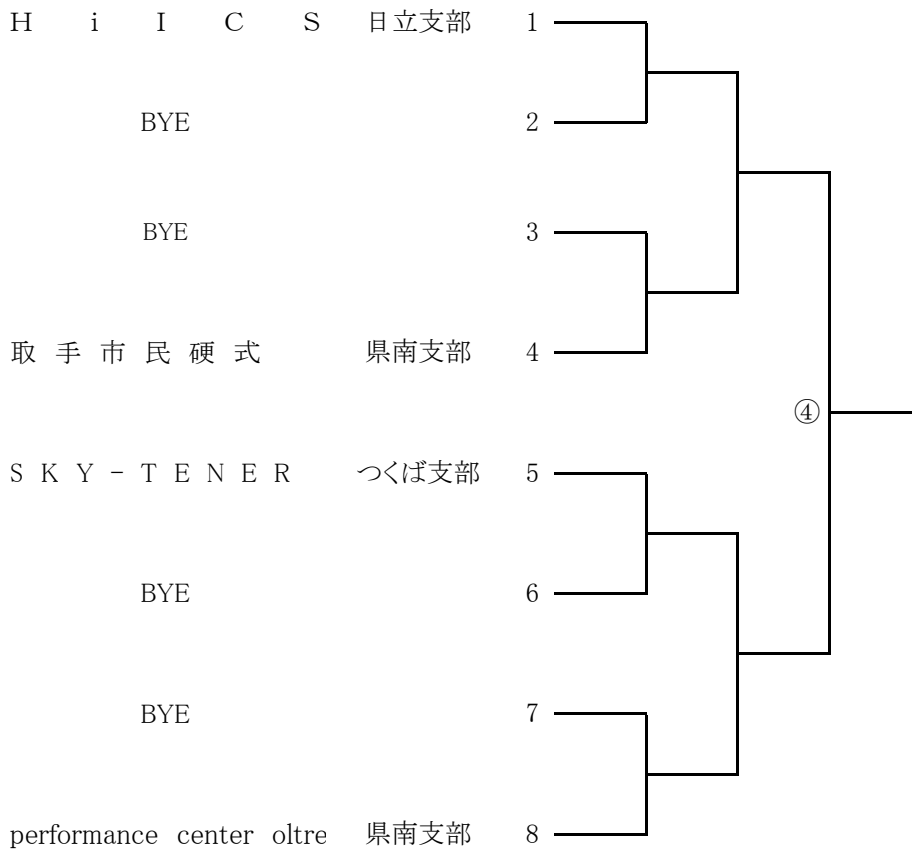 H i I C S 日立支部 1
BYE 2
BYE 3
取手市民硬式 県南支部 4
④
SKY-TENER つくば支部 5
BYE 6
BYE 7
performance center oltre 県南支部 8